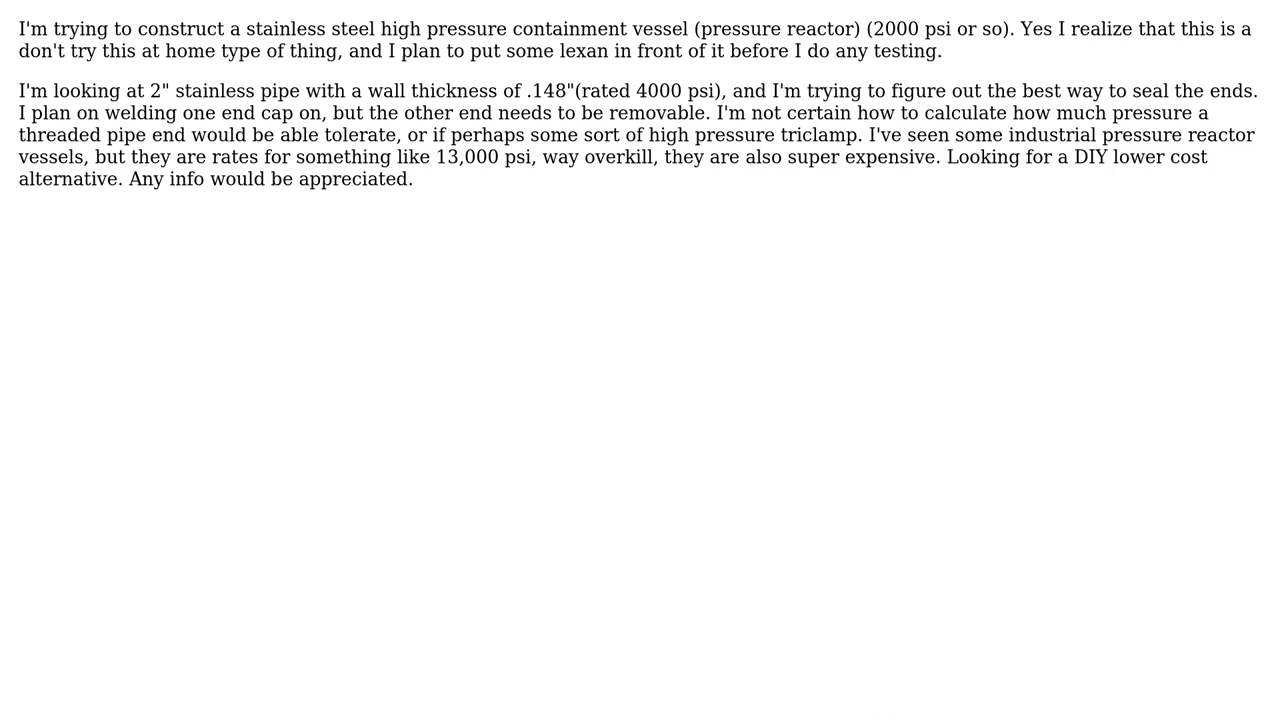 I'm trying to construct a stainless steel high pressure containment vessel (pressure reactor) (2000 psi or so). Yes I realize that this is a
don't try this at home type of thing, and I plan to put some lexan in front of it before I do any testing.
I'm looking at 2" stainless pipe with a wall thickness of .148"(rated 4000 psi), and I'm trying to figure out the best way to seal the ends.
I plan on welding one end cap on, but the other end needs to be removable. I'm not certain how to calculate how much pressure a
threaded pipe end would be able tolerate, or if perhaps some sort of high pressure triclamp. I've seen some industrial pressure reactor
vessels, but they are rates for something like 13,000 psi, way overkill, they are also super expensive. Looking for a DIY lower cost
alternative. Any info would be appreciated.